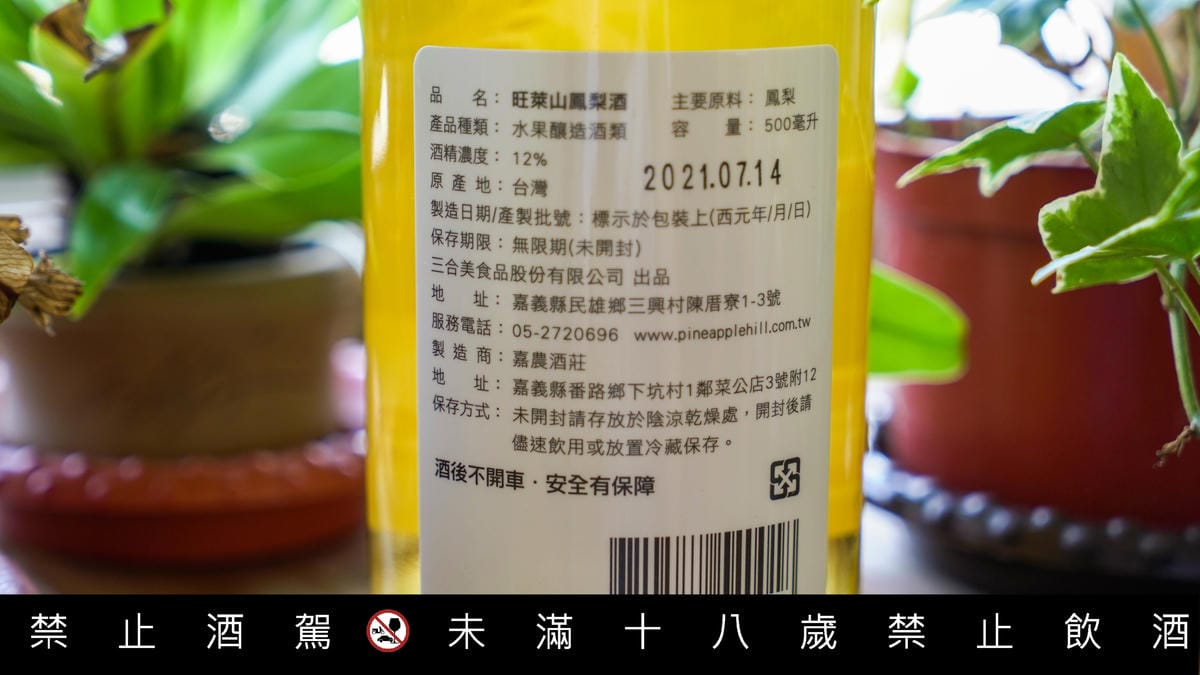 品 名：旺萊山鳳梨酒 主要原料：鳳梨
產品種類：水果釀造酒類 容 量：500毫升
酒精濃度：12%
原 產 地：台灣 2021.07.14
製造日期/產製批號：標示於包裝上(西元年/月/日)
保存期限：無限期(未開封)
三合美食品股份有限公司 出品
地 址：嘉義縣民雄鄉三興村陳厝寮1-3號
服務電話：05-2720696 www.pineapplehill.com.tw
製 造 商：嘉農酒莊
地 址：嘉義縣番路鄉下坑村1鄰菜公店3號附12
保存方式：未開封請存放於陰涼乾燥處，開封後請
儘速飲用或放置冷藏保存。
酒後不開車．安全有保障
禁止酒駕 未滿十八歲禁止飲酒